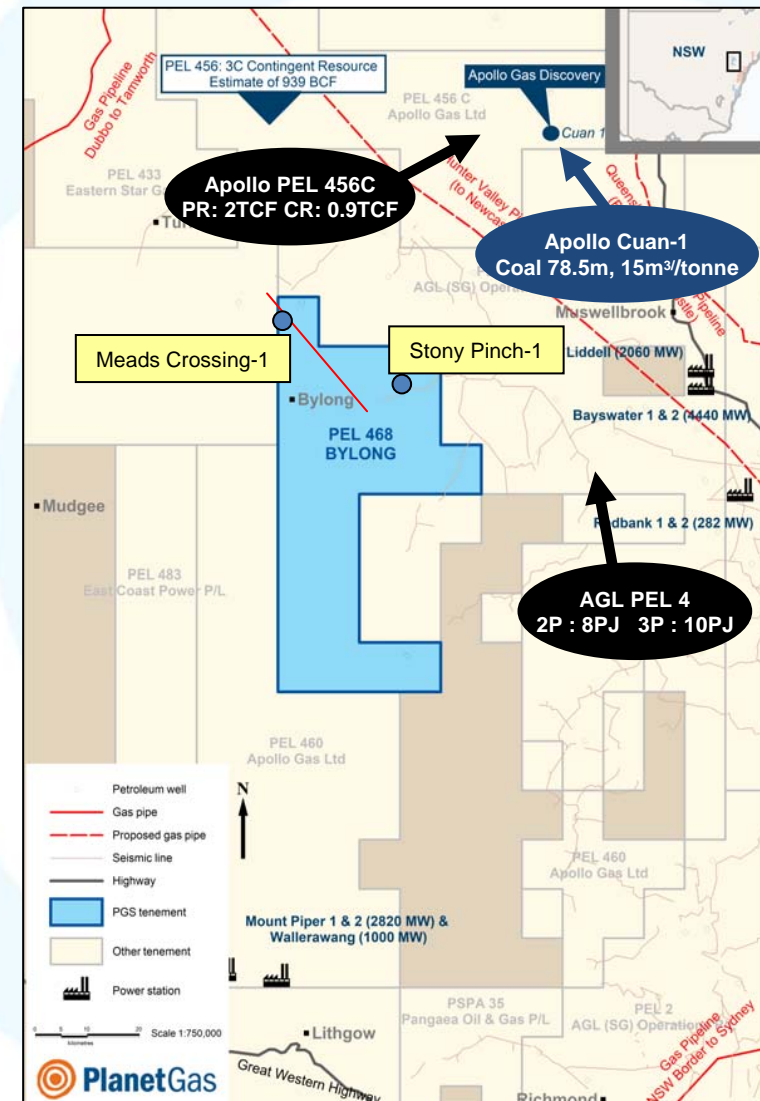 NSW
Gas Pipeline
Dubbo to Tamworth
PEL 456: 3C Contingent Resource
Estimate of 939 BCF
Apollo Gas Discovery
PEL 456 C
Apollo Gas Ltd
Cuan 1
PEL 433
Eastern Star
Apollo PEL 456C
PR: 2TCF CR: 0.9TCF
Hunter Valley
(to
Apollo Cuan-1
Coal 78.5m, 15m³/tonne
AGL (SG)
Pipeline
Muswellbrook
Meads Crossing-1
Stony Pinch-1
Liddell (2060 MW)
Bylong
Bayswater 1 & 2 (4440 MW)
PEL 468
BYLONG
Mudgee
1 & 2 (282 MW)
PEL 483
East Coast Power P/L
AGL PEL 4
2P : 8PJ 3P : 10PJ
PEL 460
Apollo Gas Ltd
Petroleum well
Gas pipe
Proposed gas pipe
Seismic line
Highway
PGS tenement
Other tenement
Power station
N
PEL 460
Apollo Gas Ltd
Mount Piper 1 & 2 (2820 MW) &
Wallerawang (1000 MW)
PSPA 35
Pangaea Oil & Gas P/L
PEL 2
AGL (SG)
Scale 1:750,000
kilometres
Lithgow
Great Western Highway
Gas Pipeline
NSW Border to Sydney
Richmond
PlanetGas